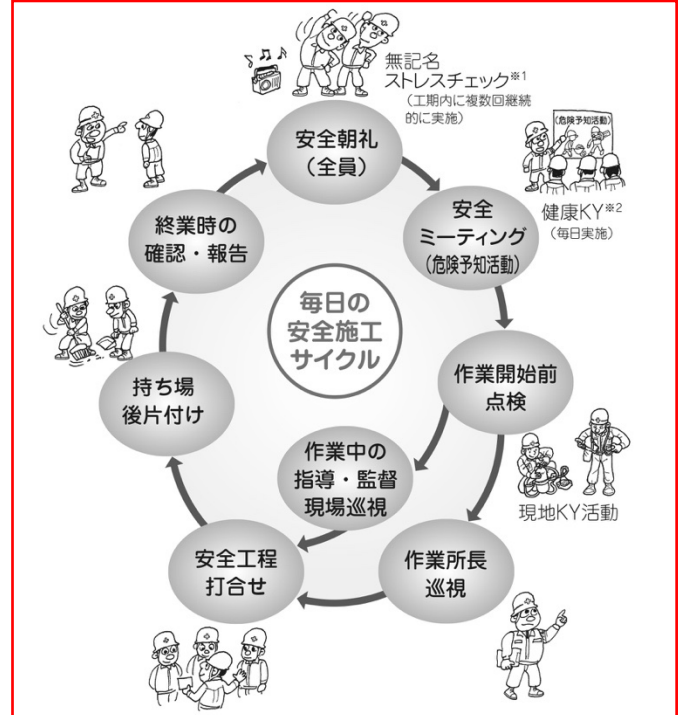 無記名
ストレスチェック※1
（工期内に複数回継続
的に実施）
安全朝礼
（全員）
（危険予知活動）
健康KY※2
（毎日実施）
安全
ミーティング
（危険予知活動）
終業時の
確認・報告
毎日の
安全施工
サイクル
作業開始前
点検
持ち場
後片付け
作業中の
指導・監督
現場巡視
現地KY活動
安全工程
打合せ
作業所長
巡視